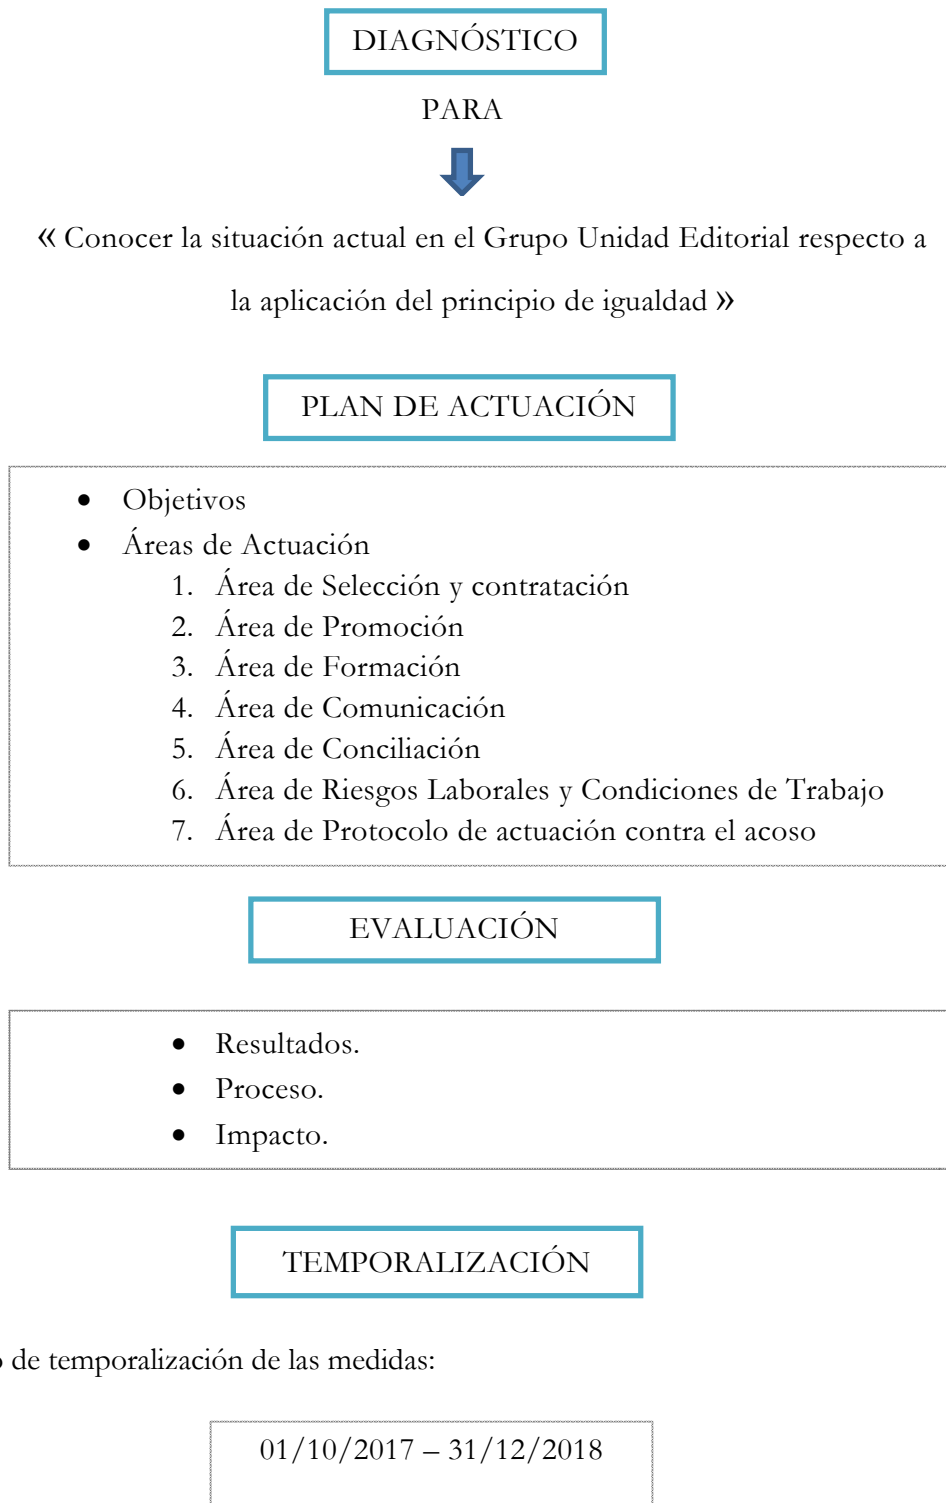 DIAGNÓSTICO
PARA
« Conocer la situación actual en el Grupo Unidad Editorial respecto a
la aplicación del principio de igualdad »
PLAN DE ACTUACIÓN
• Objetivos
• Áreas de Actuación
1. Área de Selección y contratación
2. Área de Promoción
3. Área de Formación
4. Área de Comunicación
5. Área de Conciliación
6. Área de Riesgos Laborales y Condiciones de Trabajo
7. Área de Protocolo de actuación contra el acoso
EVALUACIÓN
• Resultados.
• Proceso.
• Impacto.
TEMPORALIZACIÓN
de temporalización de las medidas:
01/10/2017 – 31/12/2018